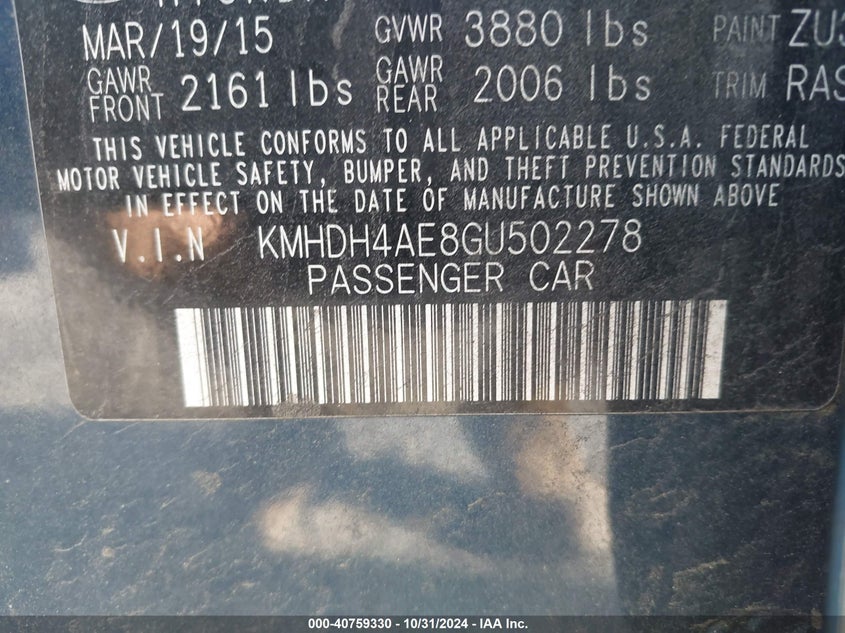 MAR/19/15 GVWR 3880 lbs PAINT
GAWR FRONT 2161 lbs GAWR REAR 2006 lbs TRIM
THIS VEHICLE CONFORMS TO ALL APPLICABLE U.S.A. FEDERAL
MOTOR VEHICLE SAFETY, BUMPER, AND THEFT PREVENTION STANDARDS
IN EFFECT ON THE DATE OF MANUFACTURE SHOWN ABOVE
V.I.N KMHDH4AE8GU502278
PASSENGER CAR
000-40759330 - 10/31/2024 - IAA Inc.